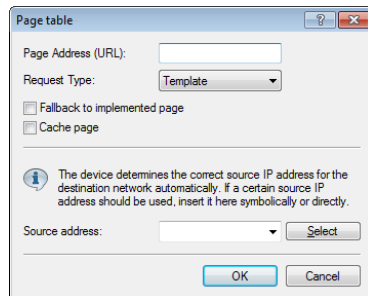 Page table
Page Address (URL):
Request Type: Template
Fallback to implemented page
Cache page
The device determines the correct source IP address for the
destination network automatically. If a certain source IP
address should be used, insert it here symbolically or directly.
Source address: Select
OK Cancel